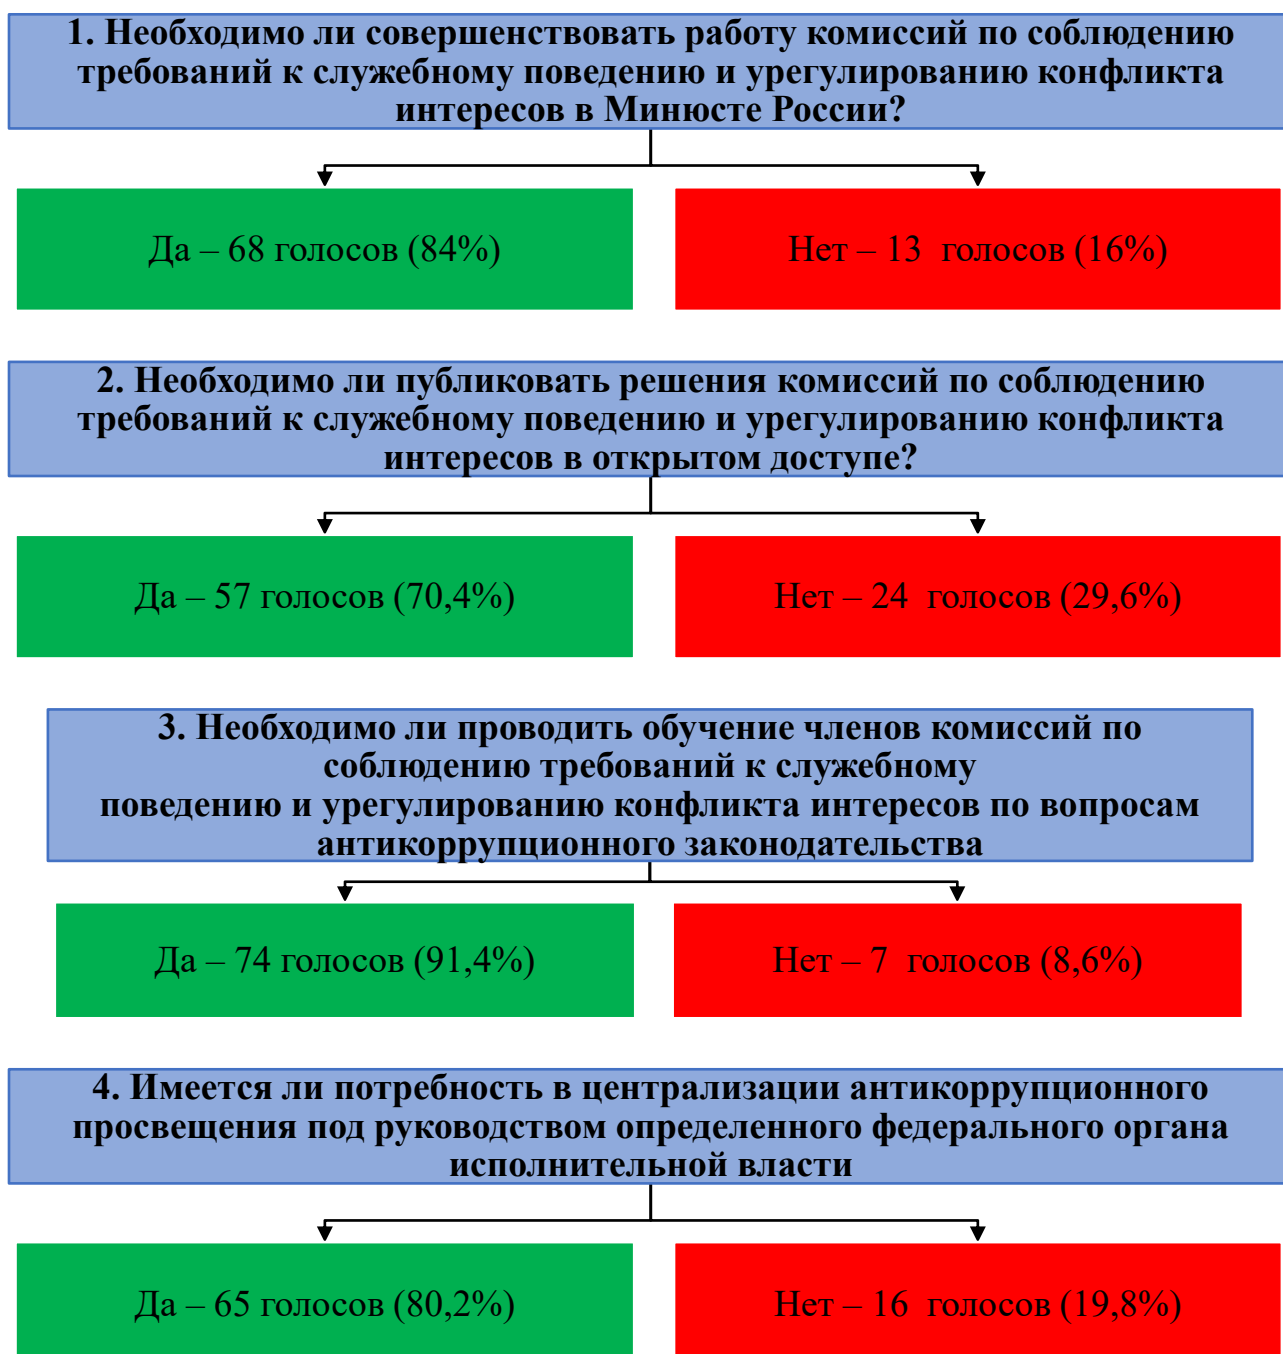 1. Необходимо ли совершенствовать работу комиссий по соблюдению
требований к служебному поведению и урегулированию конфликта
интересов в Минюсте России?
Да – 68 голосов (84%)
Нет – 13  голосов (16%)
2. Необходимо ли публиковать решения комиссий по соблюдению
требований к служебному поведению и урегулированию конфликта
интересов в открытом доступе?
Да – 57 голосов (70,4%)
Нет – 24  голосов (29,6%)
3. Необходимо ли проводить обучение членов комиссий по
соблюдению требований к служебному
поведению и урегулированию конфликта интересов по вопросам
антикоррупционного законодательства
Да – 74 голосов (91,4%)
Нет – 7  голосов (8,6%)
4. Имеется ли потребность в централизации антикоррупционного
просвещения под руководством определенного федерального органа
исполнительной власти
Да – 65 голосов (80,2%)
Нет – 16  голосов (19,8%)